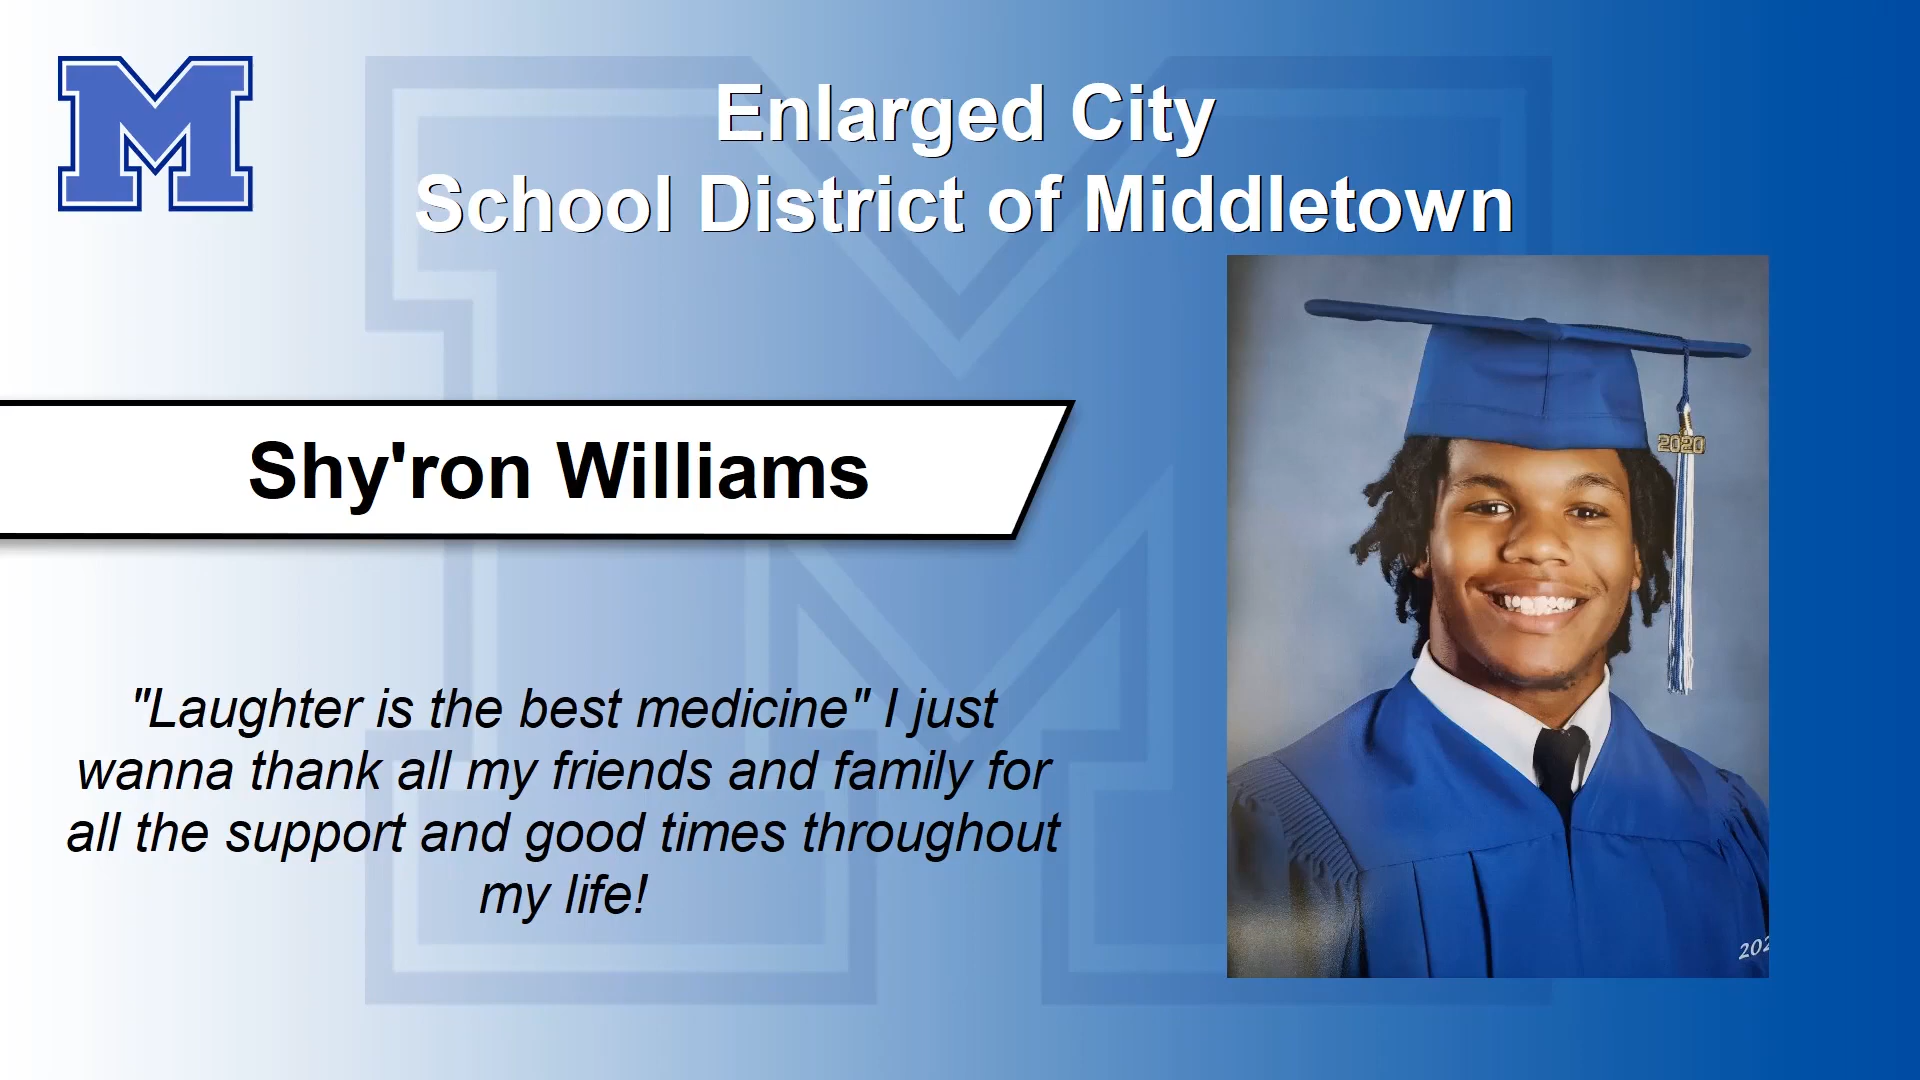 M
Enlarged City
School District of Middletown
Shy'ron Williams
2020
"Laughter is the best medicine" I just
wanna thank all my friends and family for
all the support and good times throughout
my life!
202